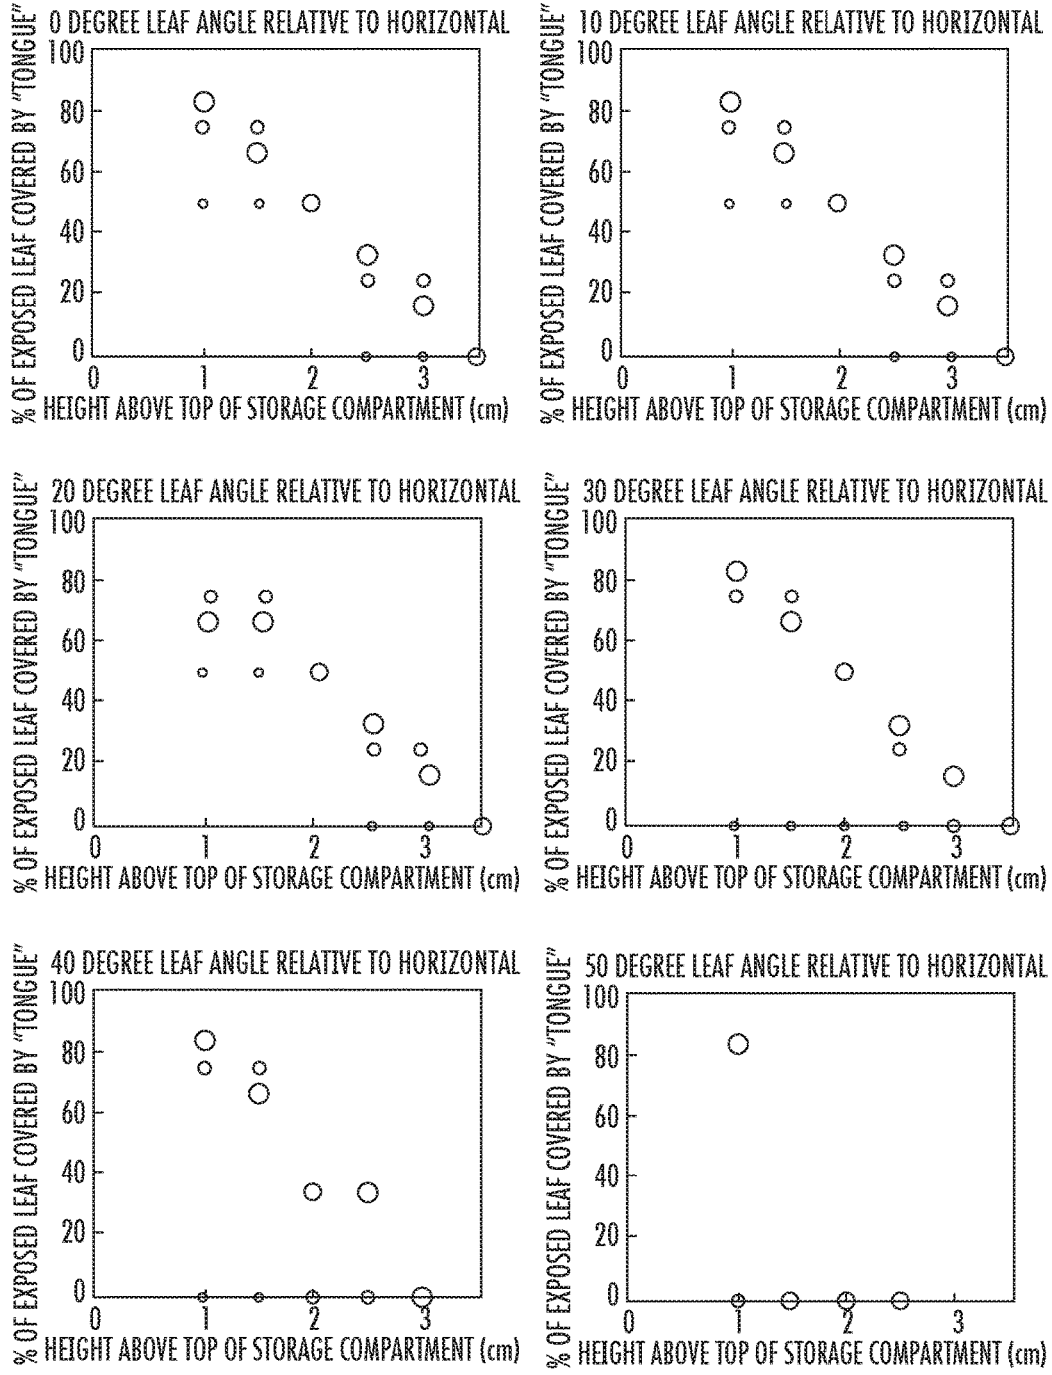 0 DEGREE LEAF ANGLE RELATIVE TO HORIZONTAL
% OF EXPOSED LEAF COVERED BY "TONGUE"
100
80
60
40
20
0
0 1 2 3
HEIGHT ABOVE TOP OF STORAGE COMPARTMENT (cm)
10 DEGREE LEAF ANGLE RELATIVE TO HORIZONTAL
% OF EXPOSED LEAF COVERED BY "TONGUE"
100
80
60
40
20
0
0 1 2 3
HEIGHT ABOVE TOP OF STORAGE COMPARTMENT (cm)
20 DEGREE LEAF ANGLE RELATIVE TO HORIZONTAL
% OF EXPOSED LEAF COVERED BY "TONGUE"
100
80
60
40
20
0
0 1 2 3
HEIGHT ABOVE TOP OF STORAGE COMPARTMENT (cm)
30 DEGREE LEAF ANGLE RELATIVE TO HORIZONTAL
% OF EXPOSED LEAF COVERED BY "TONGUE"
100
80
60
40
20
0
0 1 2 3
HEIGHT ABOVE TOP OF STORAGE COMPARTMENT (cm)
40 DEGREE LEAF ANGLE RELATIVE TO HORIZONTAL
% OF EXPOSED LEAF COVERED BY "TONGUE"
100
80
60
40
20
0
0 1 2 3
HEIGHT ABOVE TOP OF STORAGE COMPARTMENT (cm)
50 DEGREE LEAF ANGLE RELATIVE TO HORIZONTAL
% OF EXPOSED LEAF COVERED BY "TONGUE"
100
80
60
40
20
0
0 1 2 3
HEIGHT ABOVE TOP OF STORAGE COMPARTMENT (cm)